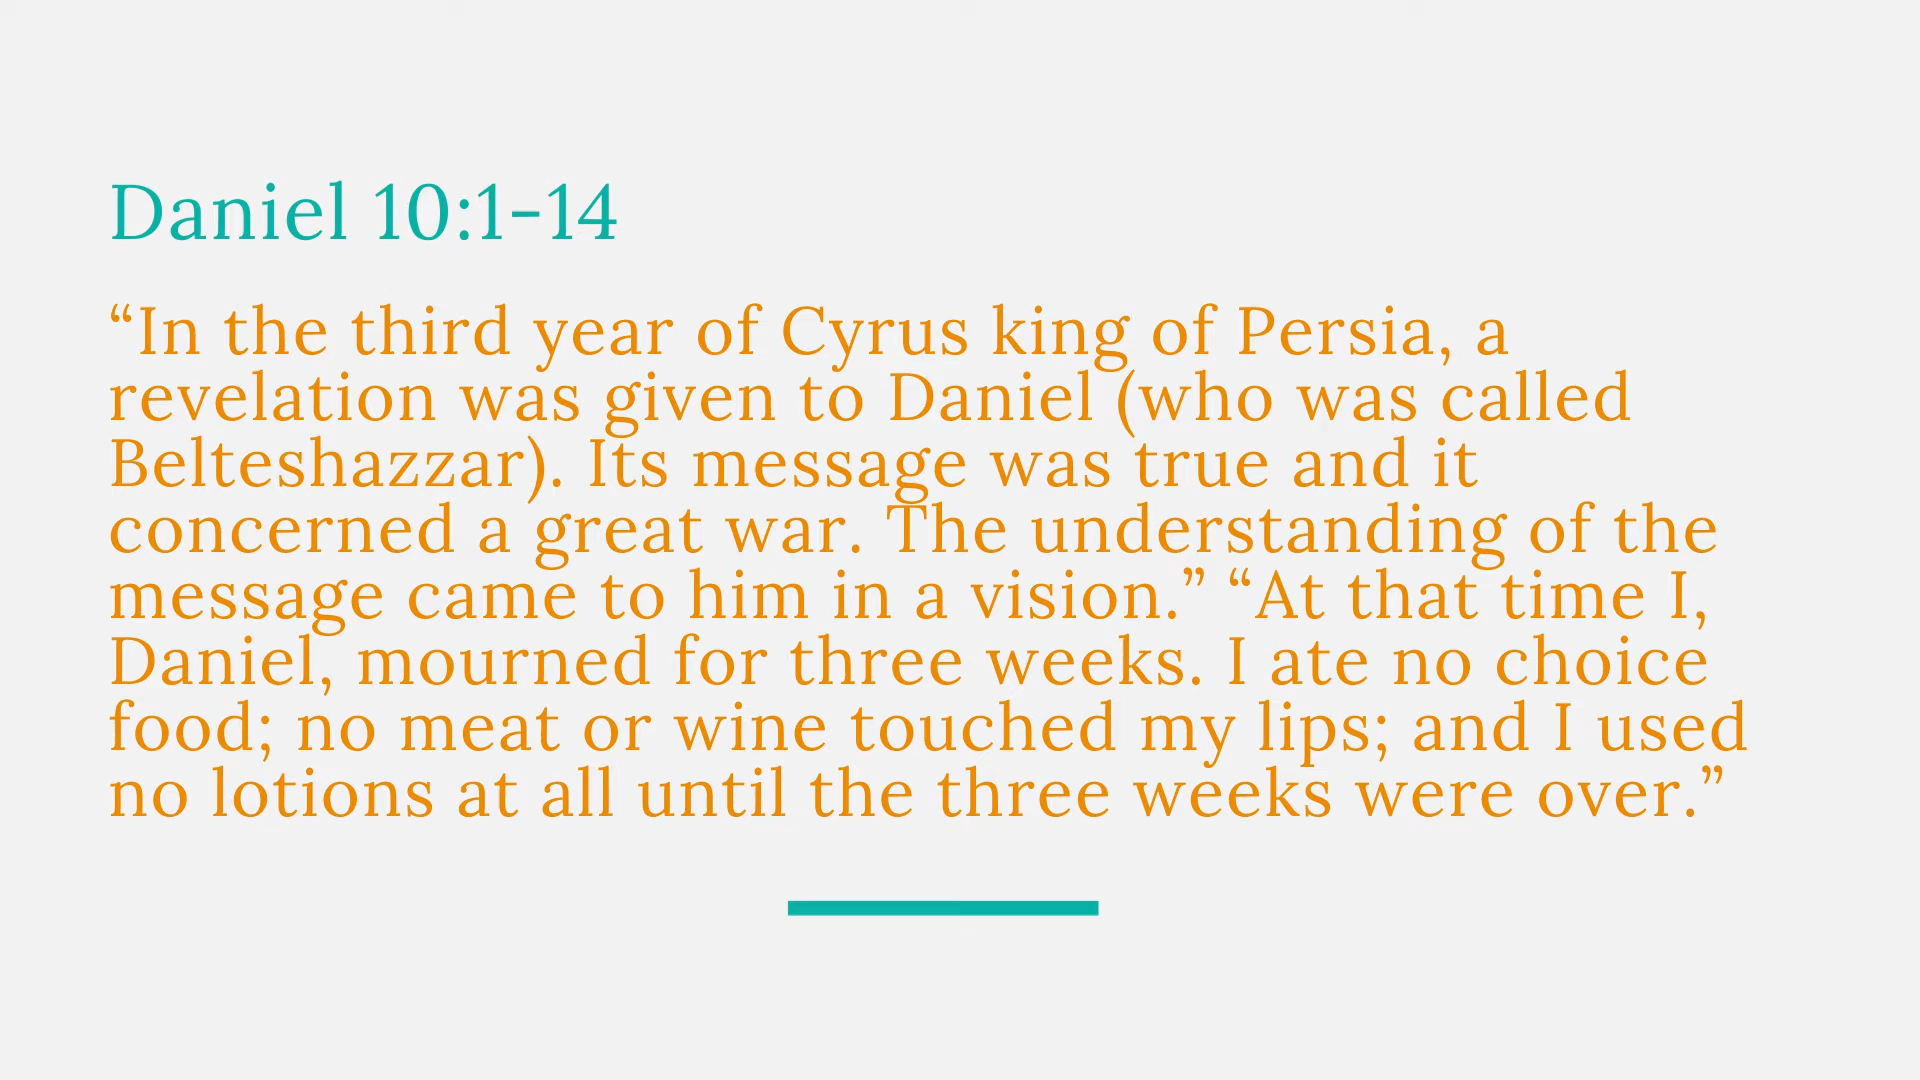 Daniel 10:1-14
“In the third year of Cyrus king of Persia, a
revelation was given to Daniel (who was called
Belteshazzar). Its message was true and it
concerned a great war. The understanding of the
message came to him in a vision.” “At that time I,
Daniel, mourned for three weeks. I ate no choice
food; no meat or wine touched my lips; and I used
no lotions at all until the three weeks were over.”